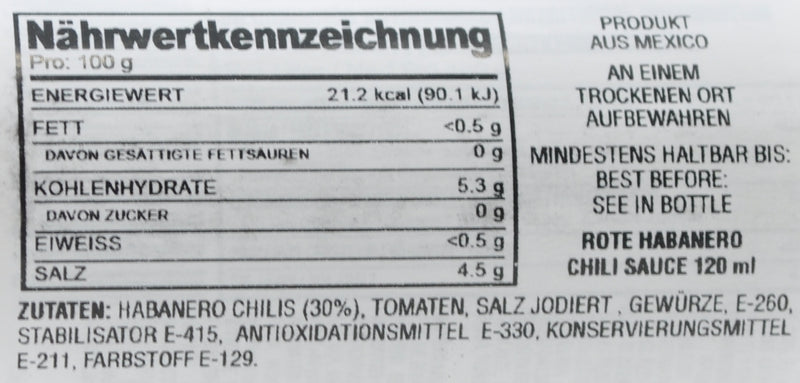 Nährwertkennzeichnung
Pro: 100 g
ENERGIEWERT 21.2 kcal (90.1 kJ)
FETT <0.5 g
DAVON GESÄTTIGTE FETTSÄUREN 0 g
KOHLENHYDRATE 5.3 g
DAVON ZUCKER 0 g
EIWEISS <0.5 g
SALZ 4.5 g
PRODUKT
AUS MEXICO
AN EINEM
TROCKENEN ORT
AUFBEWAHREN
MINDESTENS HALTBAR BIS:
BEST BEFORE:
SEE IN BOTTLE
ROTE HABANERO
CHILI SAUCE 120 ml
ZUTATEN: HABANERO CHILIS (30%), TOMATEN, SALZ JODIERT , GEWÜRZE, E-260,
STABILISATOR E-415, ANTIOXIDATIONSMITTEL E-330, KONSERVIERUNGSMITTEL
E-211, FARBSTOFF E-129.